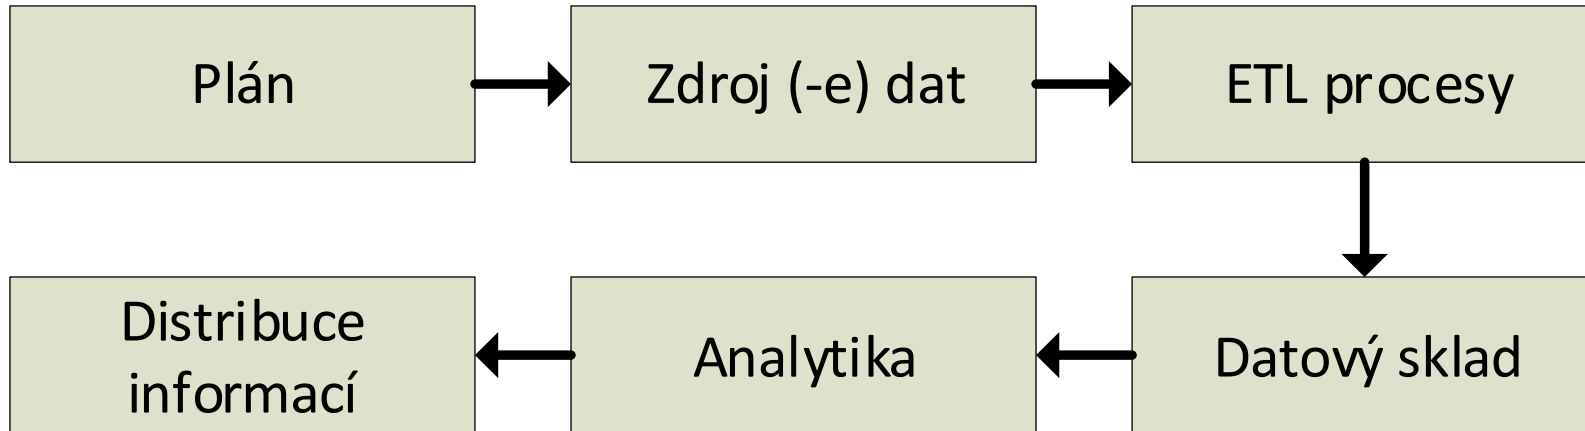 Plán
Zdroj (-e) dat
ETL procesy
Distribuce
informací
Analytika
Datový sklad